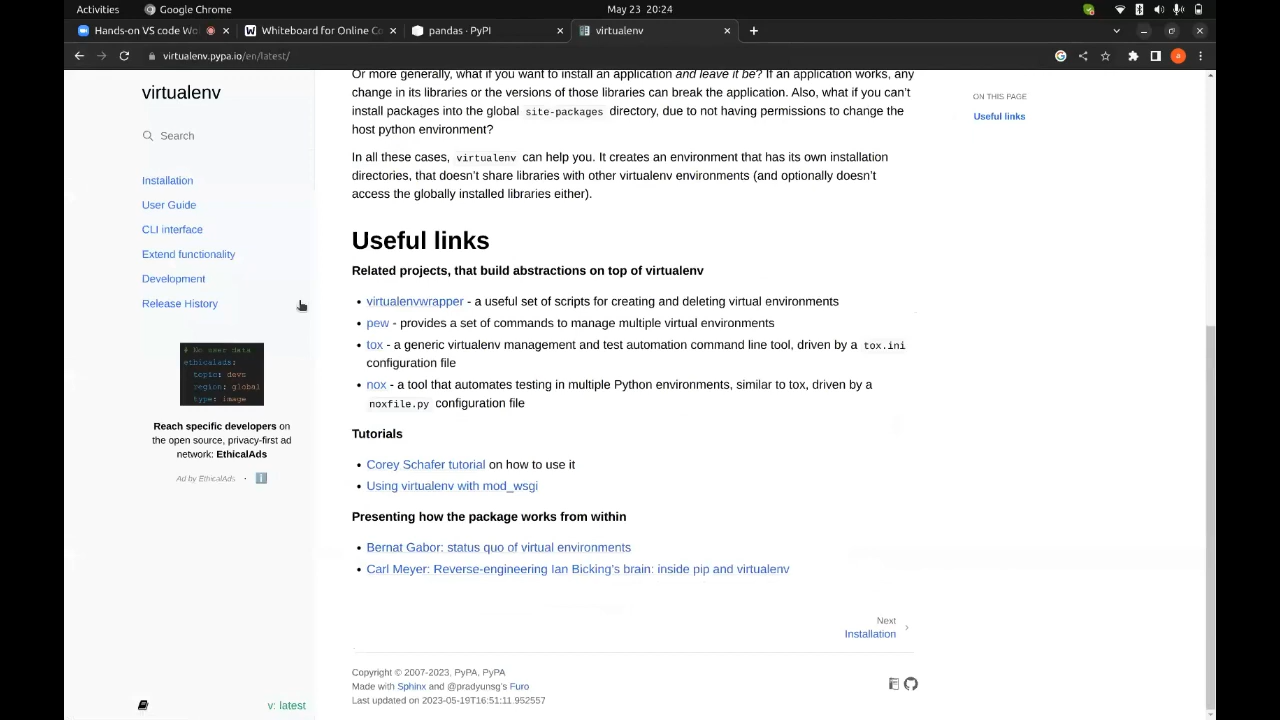 Activities
Google Chrome
May 23 20:24
Hands-on VS code Wo
Whiteboard for Online Co
pandas · PyPI
virtualenv
virtualenv.pypa.io/en/latest/
a
virtualenv
Search
Installation
User Guide
CLI interface
Extend functionality
Development
Release History
ethicalads:
topic: devs
region: global
type: image
Reach specific developers on
the open source, privacy-first ad
network: EthicalAds
Ad by EthicalAds ·
v: latest
Or more generally, what if you want to install an application and leave it be? If an application works, any
change in its libraries or the versions of those libraries can break the application. Also, what if you can't
install packages into the global site-packages directory, due to not having permissions to change the
host python environment?
In all these cases, virtualenv can help you. It creates an environment that has its own installation
directories, that doesn't share libraries with other virtualenv environments (and optionally doesn't
access the globally installed libraries either).
Useful links
Related projects, that build abstractions on top of virtualenv
• virtualenvwrapper - a useful set of scripts for creating and deleting virtual environments
• pew - provides a set of commands to manage multiple virtual environments
• tox - a generic virtualenv management and test automation command line tool, driven by a tox.ini
configuration file
• nox - a tool that automates testing in multiple Python environments, similar to tox, driven by a
noxfile.py configuration file
Tutorials
• Corey Schafer tutorial on how to use it
• Using virtualenv with mod_wsgi
Presenting how the package works from within
• Bernat Gabor: status quo of virtual environments
• Carl Meyer: Reverse-engineering Ian Bicking's brain: inside pip and virtualenv
Next
Installation
Copyright © 2007-2023, PyPA, PyPA
Made with Sphinx and @pradyunsg's Furo
Last updated on 2023-05-19T16:51:11.952557
ON THIS PAGE
Useful links